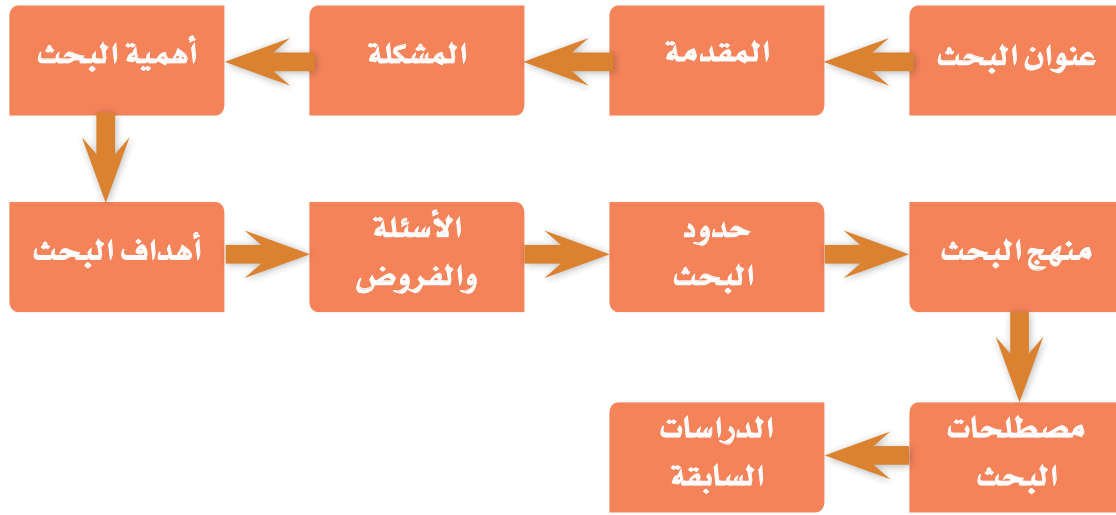 عنوان البحث
المقدمة
المشكلة
أهمية البحث
أهداف البحث
الأسئلة
والفروض
حدود
البحث
منهج البحث
مصطلحات
البحث
الدراسات
السابقة